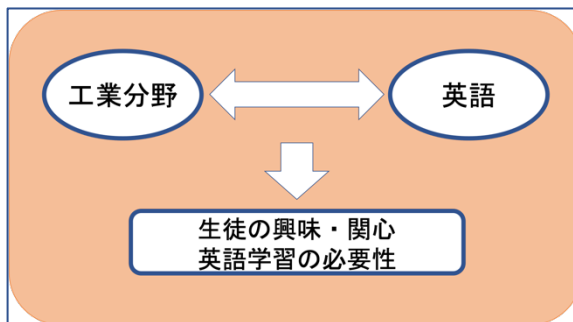 工業分野
英語
生徒の興味・関心
英語学習の必要性